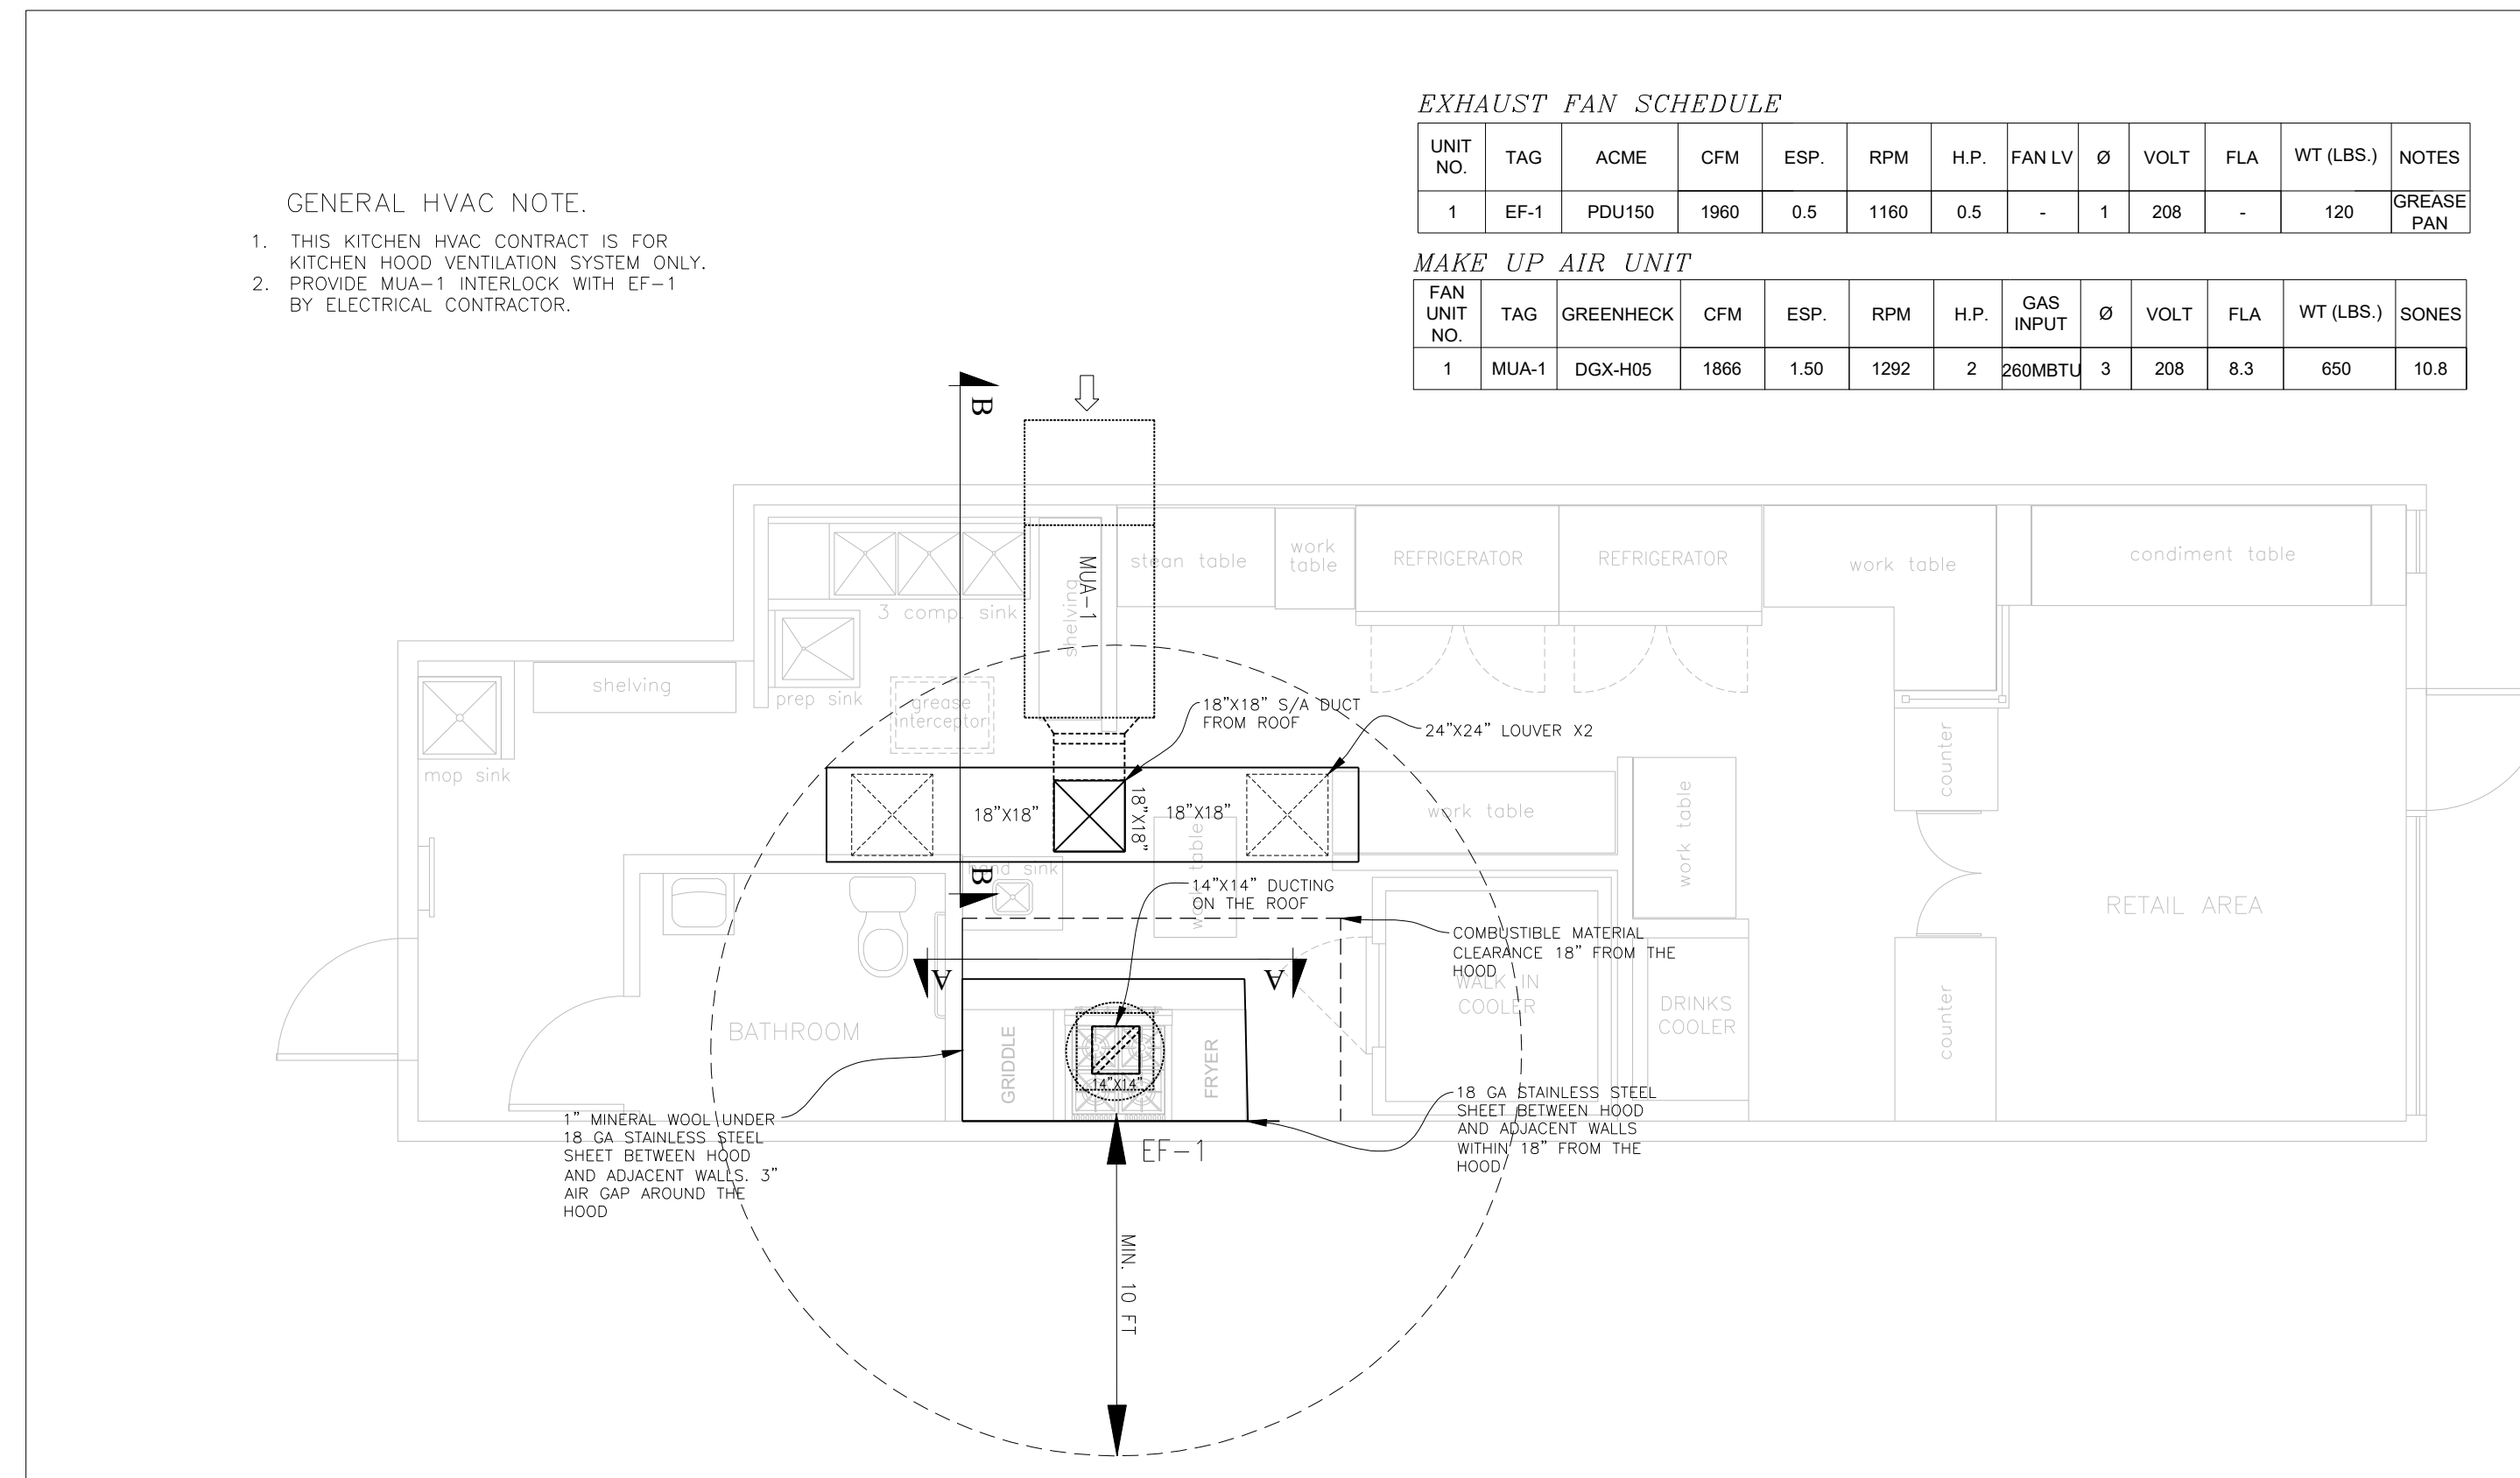 EXHAUST FAN SCHEDULE
UNIT NO. TAG ACME CFM ESP. RPM H.P. FAN LV Ø VOLT FLA WT (LBS.) NOTES
1 EF-1 PDU150 1960 0.5 1160 0.5 - 1 208 - 120 GREASE PAN
GENERAL HVAC NOTE.
1. THIS KITCHEN HVAC CONTRACT IS FOR
KITCHEN HOOD VENTILATION SYSTEM ONLY.
2. PROVIDE MUA-1 INTERLOCK WITH EF-1
BY ELECTRICAL CONTRACTOR.
MAKE UP AIR UNIT
FAN UNIT NO. TAG GREENHECK CFM ESP. RPM H.P. GAS INPUT Ø VOLT FLA WT (LBS.) SONES
1 MUA-1 DGX-H05 1866 1.50 1292 2 260MBTU 3 208 8.3 650 10.8
B
MUA-1
shelving
stean table
work
table
REFRIGERATOR
REFRIGERATOR
work table
condiment table
3 comp. sink
prep sink
shelving
grease
interceptor
mop sink
18"X18" S/A DUCT
FROM ROOF
24"X24" LOUVER X2
18"X18"
18"X18"
18"X18"
work table
work table
work table
counter
B
hand sink
14"X14" DUCTING
ON THE ROOF
RETAIL AREA
COMBUSTIBLE MATERIAL
CLEARANCE 18" FROM THE
HOOD
A
A
WALK IN
COOLER
DRINKS
COOLER
counter
BATHROOM
GRIDDLE
14"X14"
FRYER
1" MINERAL WOOL UNDER
18 GA STAINLESS STEEL
SHEET BETWEEN HOOD
AND ADJACENT WALLS. 3"
AIR GAP AROUND THE
HOOD
18 GA STAINLESS STEEL
SHEET BETWEEN HOOD
AND ADJACENT WALLS
WITHIN 18" FROM THE
HOOD
EF-1
MIN. 10 FT